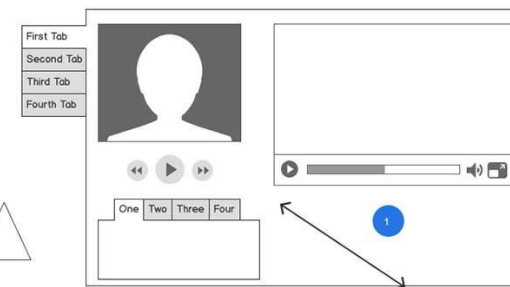 First Tab
Second Tab
Third Tab
Fourth Tab
One Two Three Four
1